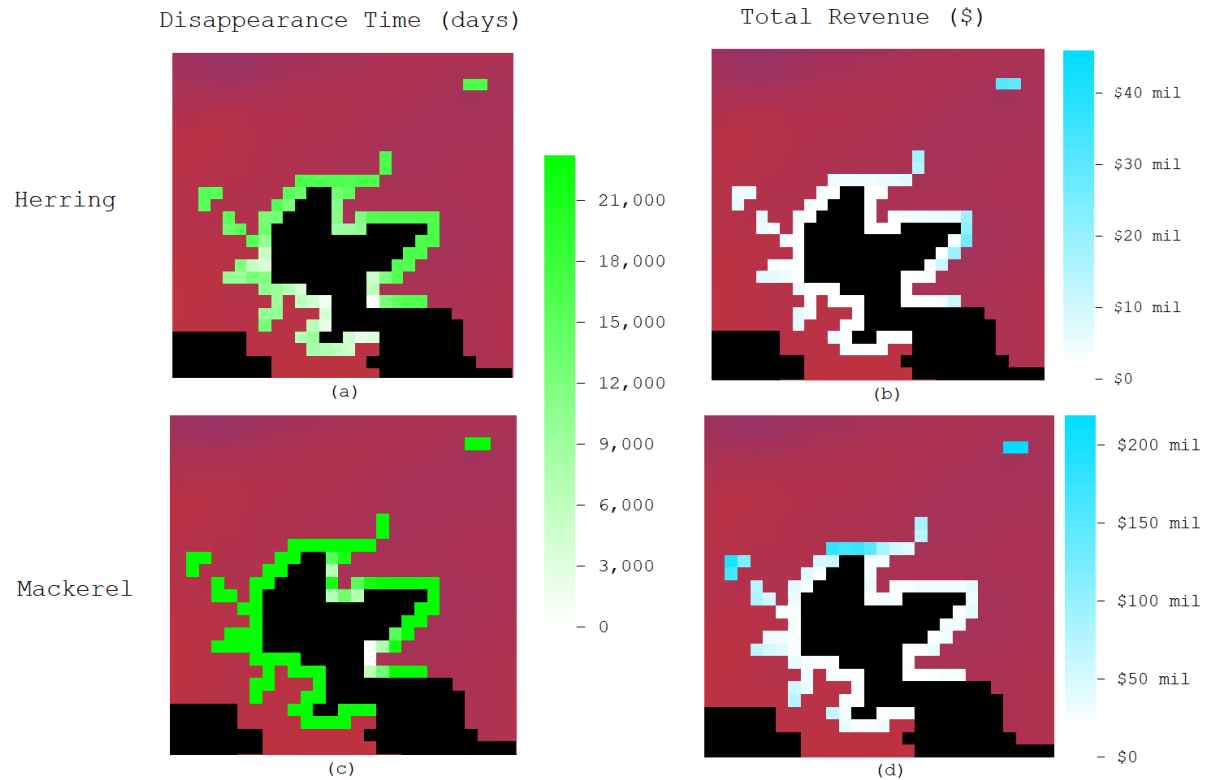 Disappearance Time (days)
Total Revenue ($)
Herring
21,000
18,000
15,000
12,000
9,000
6,000
3,000
0
$40 mil
$30 mil
$20 mil
$10 mil
$0
(a)
(b)
Mackerel
$200 mil
$150 mil
$100 mil
$50 mil
$0
(c)
(d)